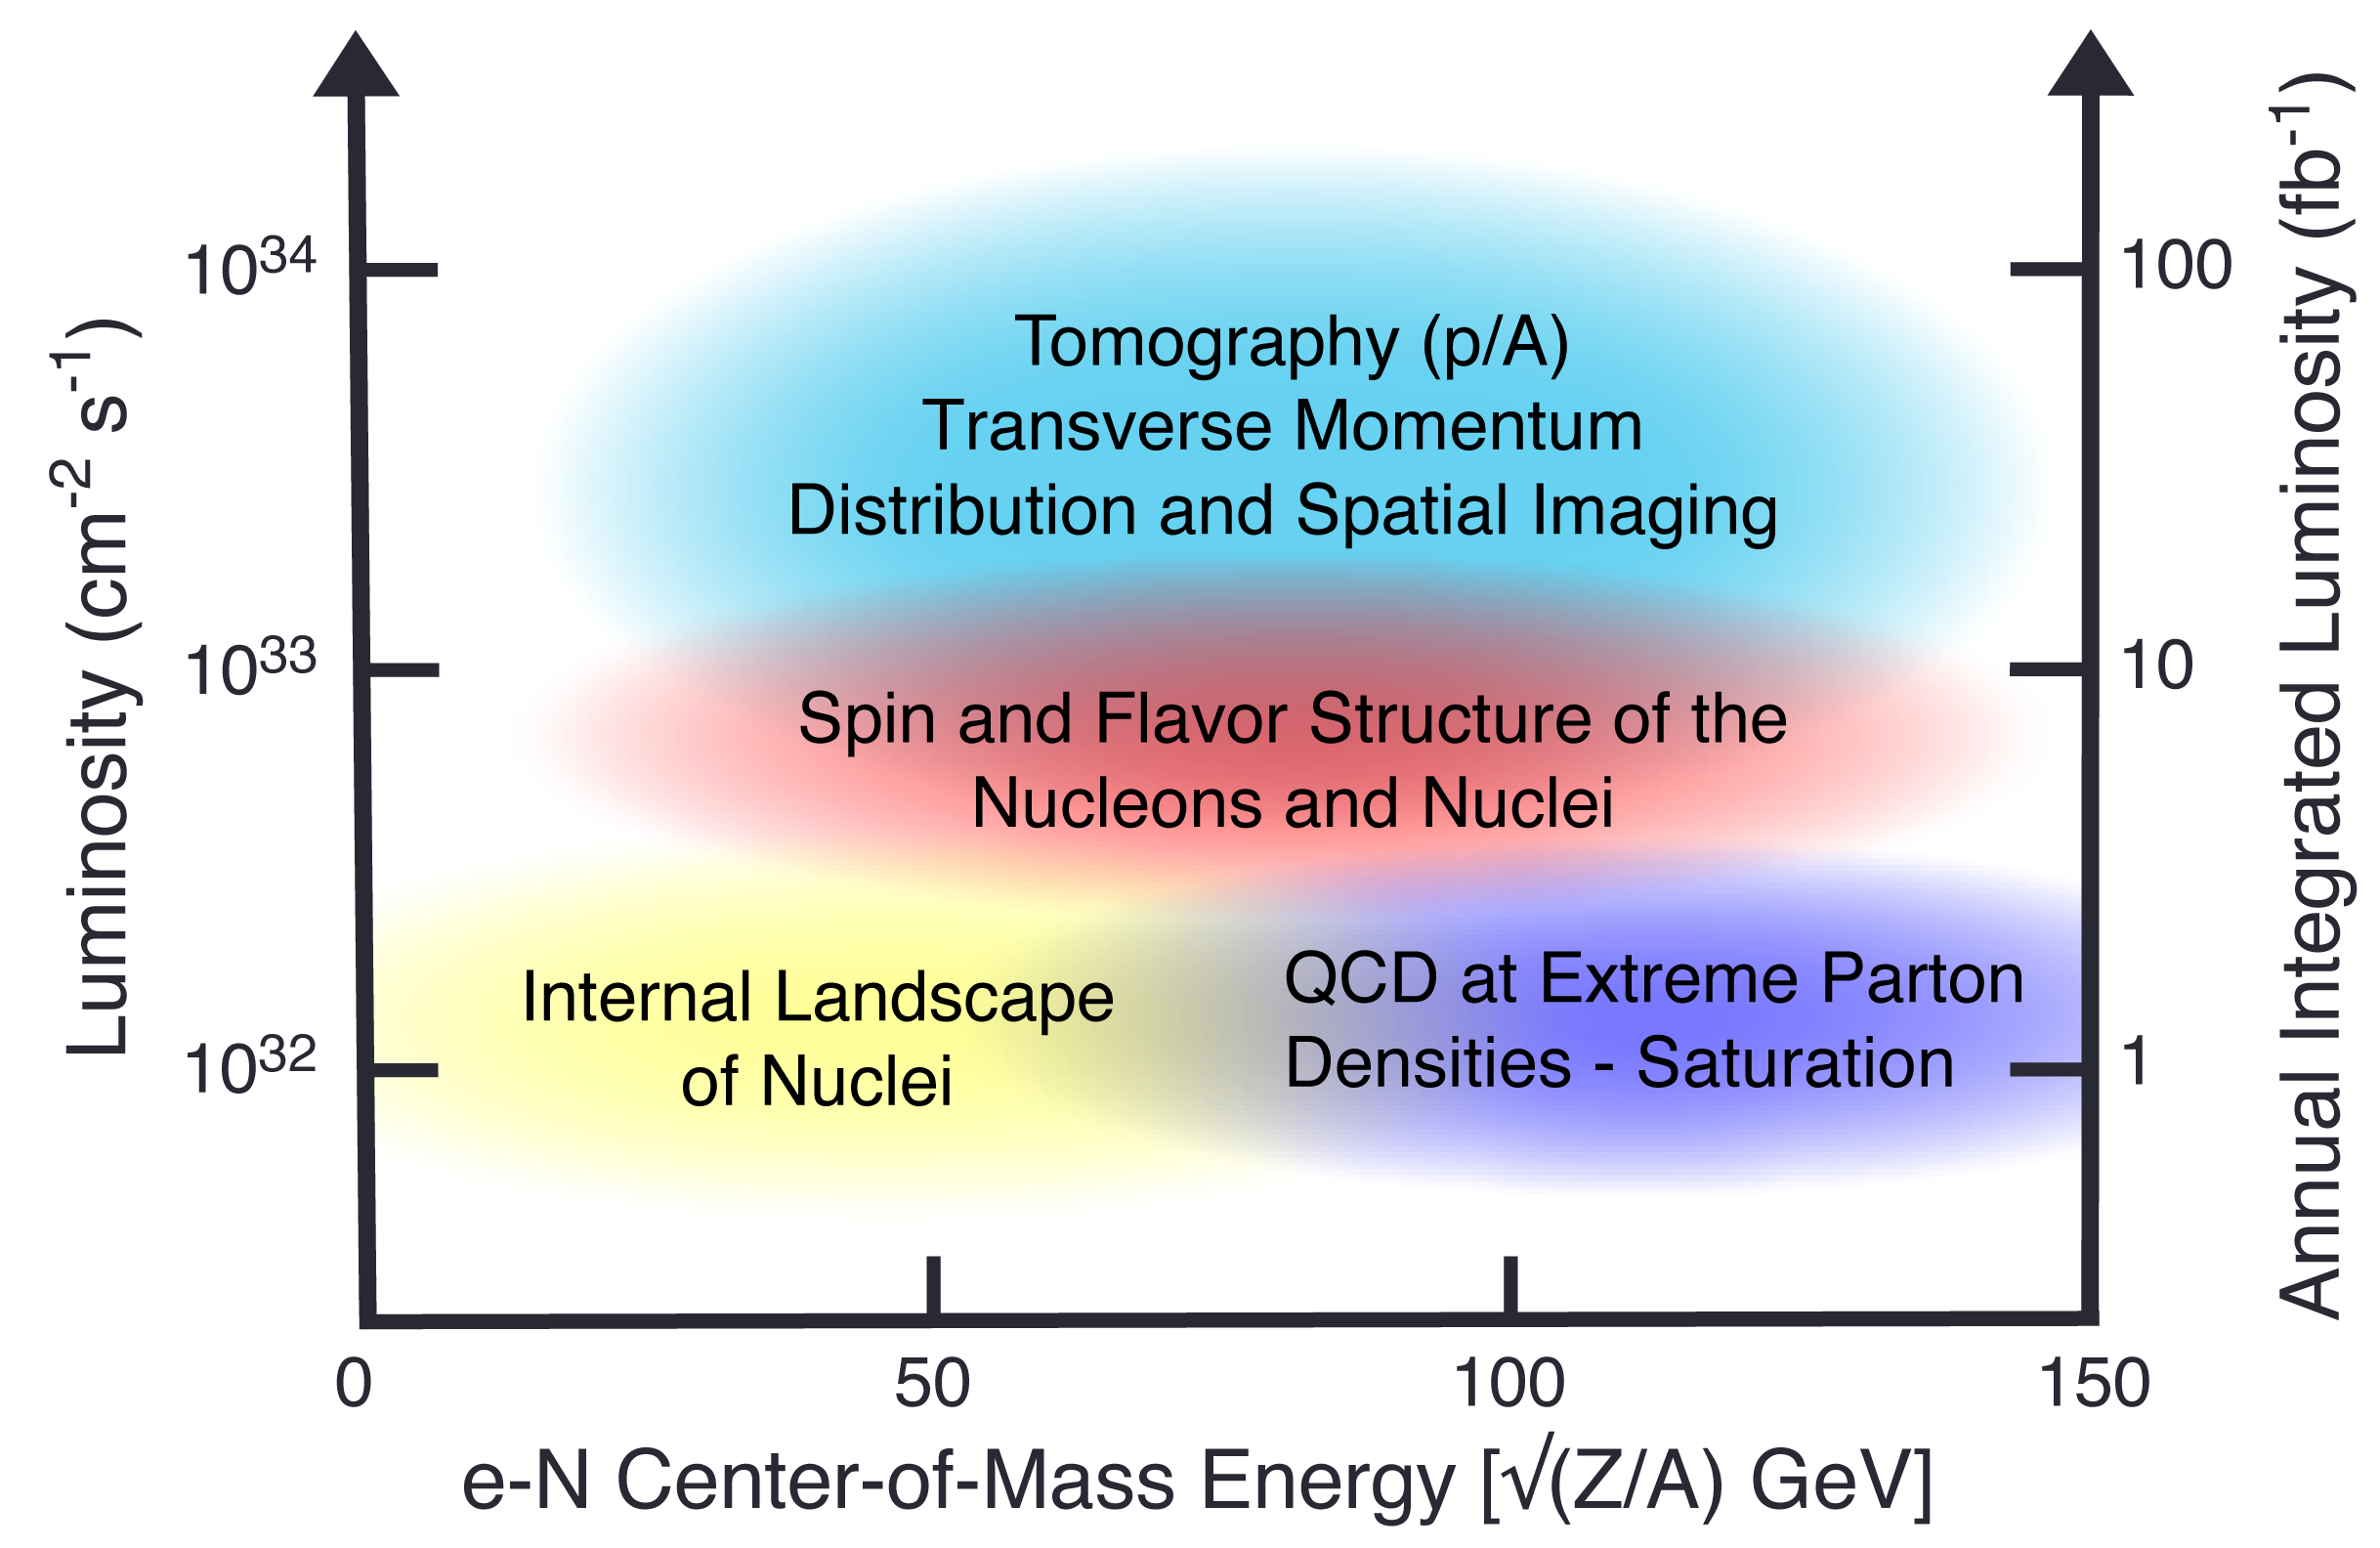 Luminosity (cm⁻² s⁻¹)
10³⁴
10³³
10³²
Tomography (p/A)
Transverse Momentum
Distribution and Spatial Imaging
Spin and Flavor Structure of the
Nucleons and Nuclei
Internal Landscape
of Nuclei
QCD at Extreme Parton
Densities - Saturation
100
10
1
Annual Integrated Luminosity (fb⁻¹)
0
50
100
150
e-N Center-of-Mass Energy [√(Z/A) GeV]